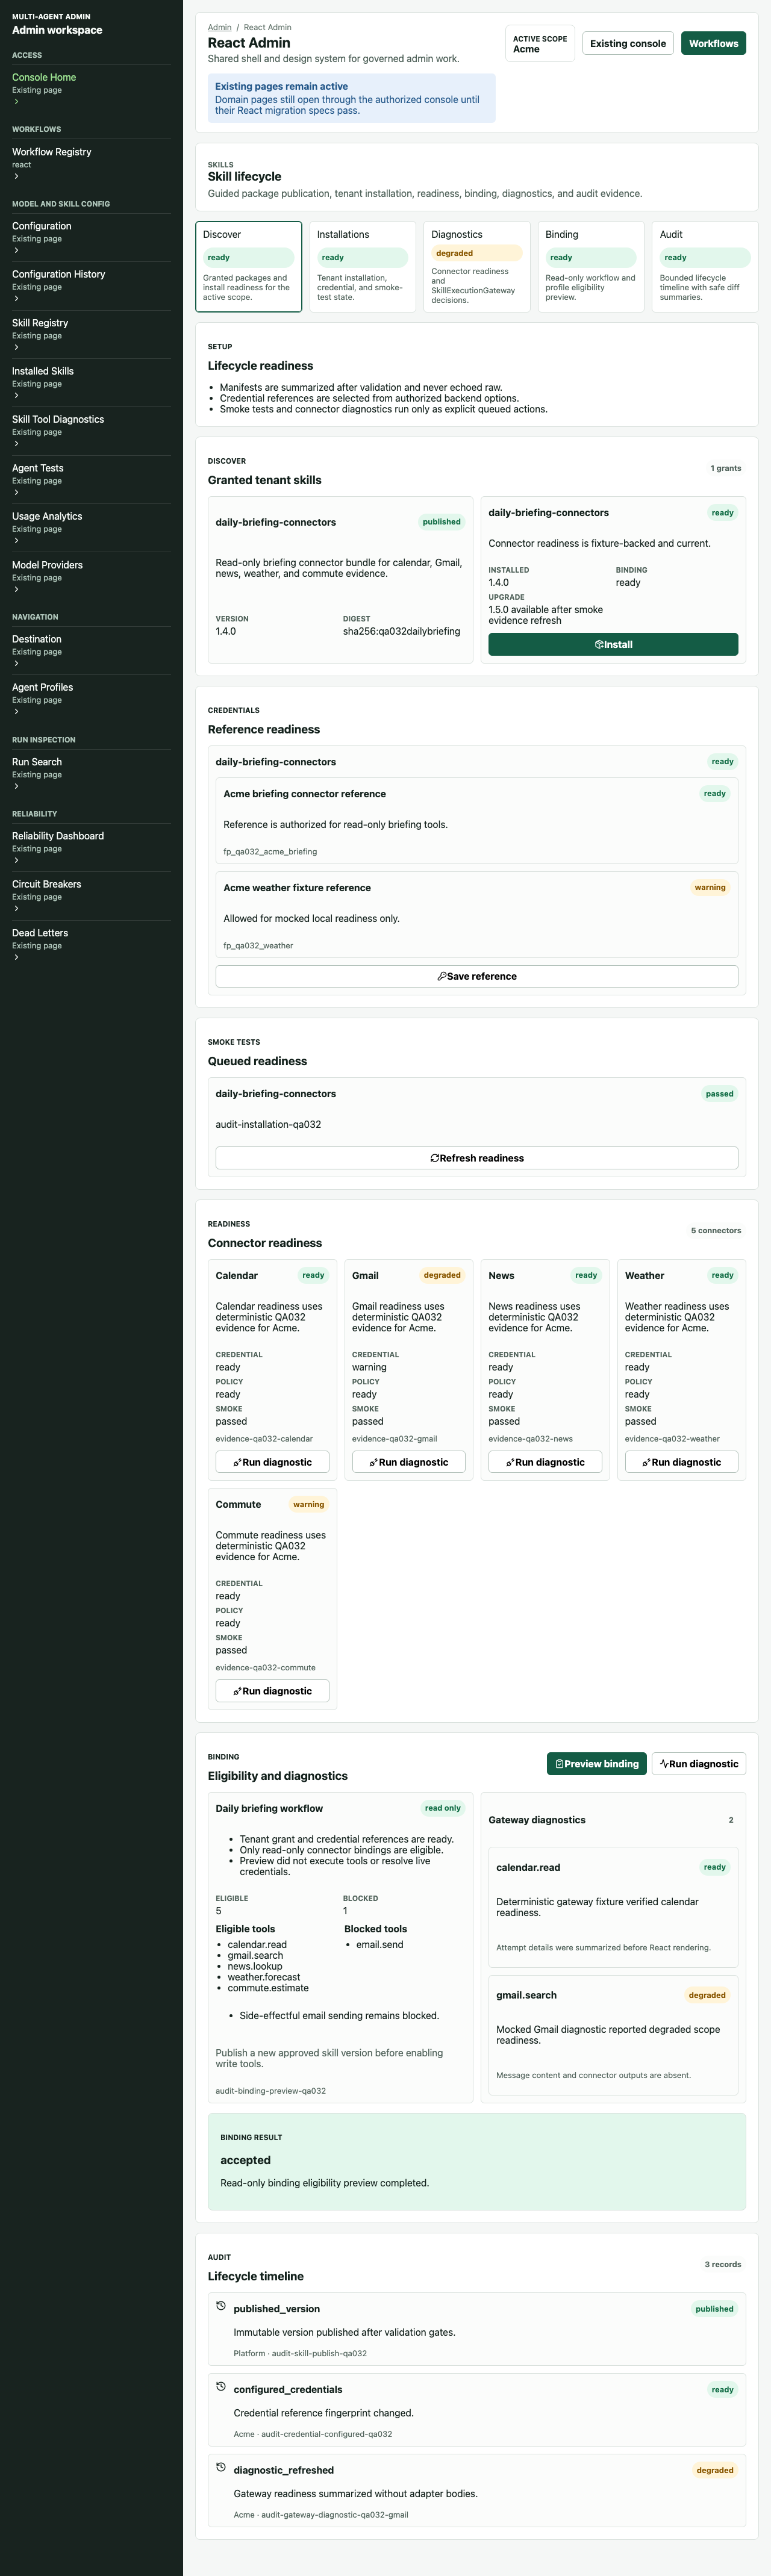 MULTI-AGENT ADMIN
Admin workspace
ACCESS
Console Home
Existing page
WORKFLOWS
Workflow Registry
react
MODEL AND SKILL CONFIG
Configuration
Existing page
Configuration History
Existing page
Skill Registry
Existing page
Installed Skills
Existing page
Skill Tool Diagnostics
Existing page
Agent Tests
Existing page
Usage Analytics
Existing page
Model Providers
Existing page
NAVIGATION
Destination
Existing page
Agent Profiles
Existing page
RUN INSPECTION
Run Search
Existing page
RELIABILITY
Reliability Dashboard
Existing page
Circuit Breakers
Existing page
Dead Letters
Existing page
Admin / React Admin
React Admin
Shared shell and design system for governed admin work.
Existing pages remain active
Domain pages still open through the authorized console until
their React migration specs pass.
ACTIVE SCOPE
Acme
Existing console
Workflows
SKILLS
Skill lifecycle
Guided package publication, tenant installation, readiness, binding, diagnostics, and audit evidence.
Discover
ready
Granted packages and
install readiness for the
active scope.
Installations
ready
Tenant installation,
credential, and smoke-
test state.
Diagnostics
degraded
Connector readiness
and
SkillExecutionGateway
decisions.
Binding
ready
Read-only workflow and
profile eligibility
preview.
Audit
ready
Bounded lifecycle
timeline with safe diff
summaries.
SETUP
Lifecycle readiness
• Manifests are summarized after validation and never echoed raw.
• Credential references are selected from authorized backend options.
• Smoke tests and connector diagnostics run only as explicit queued actions.
DISCOVER
Granted tenant skills
1 grants
daily-briefing-connectors
published
Read-only briefing connector bundle for calendar, Gmail,
news, weather, and commute evidence.
VERSION
1.4.0
DIGEST
sha256:qa032dailybriefing
daily-briefing-connectors
ready
Connector readiness is fixture-backed and current.
INSTALLED
1.4.0
BINDING
ready
UPGRADE
1.5.0 available after smoke
evidence refresh
Install
CREDENTIALS
Reference readiness
daily-briefing-connectors
ready
Acme briefing connector reference
ready
Reference is authorized for read-only briefing tools.
fp_qa032_acme_briefing
Acme weather fixture reference
warning
Allowed for mocked local readiness only.
fp_qa032_weather
Save reference
SMOKE TESTS
Queued readiness
daily-briefing-connectors
passed
audit-installation-qa032
Refresh readiness
READINESS
Connector readiness
5 connectors
Calendar
ready
Calendar readiness uses
deterministic QA032
evidence for Acme.
CREDENTIAL
ready
POLICY
ready
SMOKE
passed
evidence-qa032-calendar
Run diagnostic
Gmail
degraded
Gmail readiness uses
deterministic QA032
evidence for Acme.
CREDENTIAL
warning
POLICY
ready
SMOKE
passed
evidence-qa032-gmail
Run diagnostic
News
ready
News readiness uses
deterministic QA032
evidence for Acme.
CREDENTIAL
ready
POLICY
ready
SMOKE
passed
evidence-qa032-news
Run diagnostic
Weather
ready
Weather readiness uses
deterministic QA032
evidence for Acme.
CREDENTIAL
ready
POLICY
ready
SMOKE
passed
evidence-qa032-weather
Run diagnostic
Commute
warning
Commute readiness uses
deterministic QA032
evidence for Acme.
CREDENTIAL
ready
POLICY
ready
SMOKE
passed
evidence-qa032-commute
Run diagnostic
BINDING
Eligibility and diagnostics
Preview binding
Run diagnostic
Daily briefing workflow
read only
• Tenant grant and credential references are ready.
• Only read-only connector bindings are eligible.
• Preview did not execute tools or resolve live
credentials.
ELIGIBLE
5
BLOCKED
1
Eligible tools
• calendar.read
• gmail.search
• news.lookup
• weather.forecast
• commute.estimate
Blocked tools
• email.send
• Side-effectful email sending remains blocked.
Publish a new approved skill version before enabling
write tools.
audit-binding-preview-qa032
Gateway diagnostics
2
calendar.read
ready
Deterministic gateway fixture verified calendar
readiness.
Attempt details were summarized before React rendering.
gmail.search
degraded
Mocked Gmail diagnostic reported degraded scope
readiness.
Message content and connector outputs are absent.
BINDING RESULT
accepted
Read-only binding eligibility preview completed.
AUDIT
Lifecycle timeline
3 records
published_version
published
Immutable version published after validation gates.
Platform · audit-skill-publish-qa032
configured_credentials
ready
Credential reference fingerprint changed.
Acme · audit-credential-configured-qa032
diagnostic_refreshed
degraded
Gateway readiness summarized without adapter bodies.
Acme · audit-gateway-diagnostic-qa032-gmail